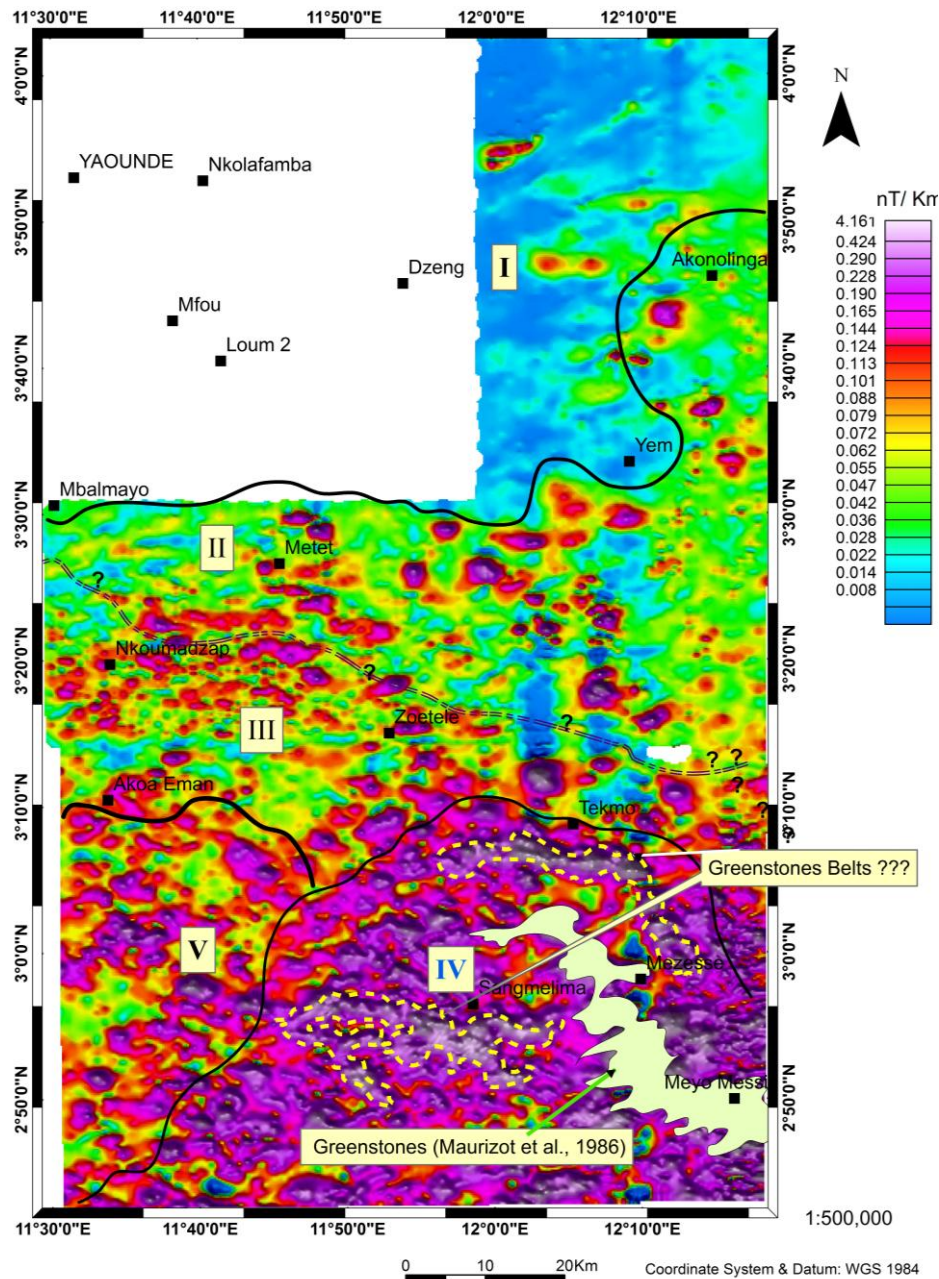 11°30'0"E 11°40'0"E 11°50'0"E 12°0'0"E 12°10'0"E
4°0'0"N
4°0'0"N
N
YAOUNDE
Nkolafamba
3°50'0"N
3°50'0"N
nT/ Km
4.161
0.424
0.290
0.228
0.190
0.165
0.144
0.124
0.113
0.101
0.088
0.079
0.072
0.062
0.055
0.047
0.042
0.036
0.028
0.022
0.014
0.008
I
Akonolinga
Dzeng
Mfou
Loum 2
3°40'0"N
3°40'0"N
Yem
Mbalmayo
3°30'0"N
3°30'0"N
II
Metet
?
Nkoumadzap
3°20'0"N
3°20'0"N
?
III
Zoetele
?
? ?
?
Akoa Eman
3°10'0"N
3°10'0"N
Tekmo
?
?
Greenstones Belts ???
V
IV
3°0'0"N
3°0'0"N
Mezesse
Sangmelima
2°50'0"N
2°50'0"N
Greenstones (Maurizot et al., 1986)
11°30'0"E 11°40'0"E 11°50'0"E 12°0'0"E 12°10'0"E
1:500,000
0 10 20Km
Coordinate System & Datum: WGS 1984